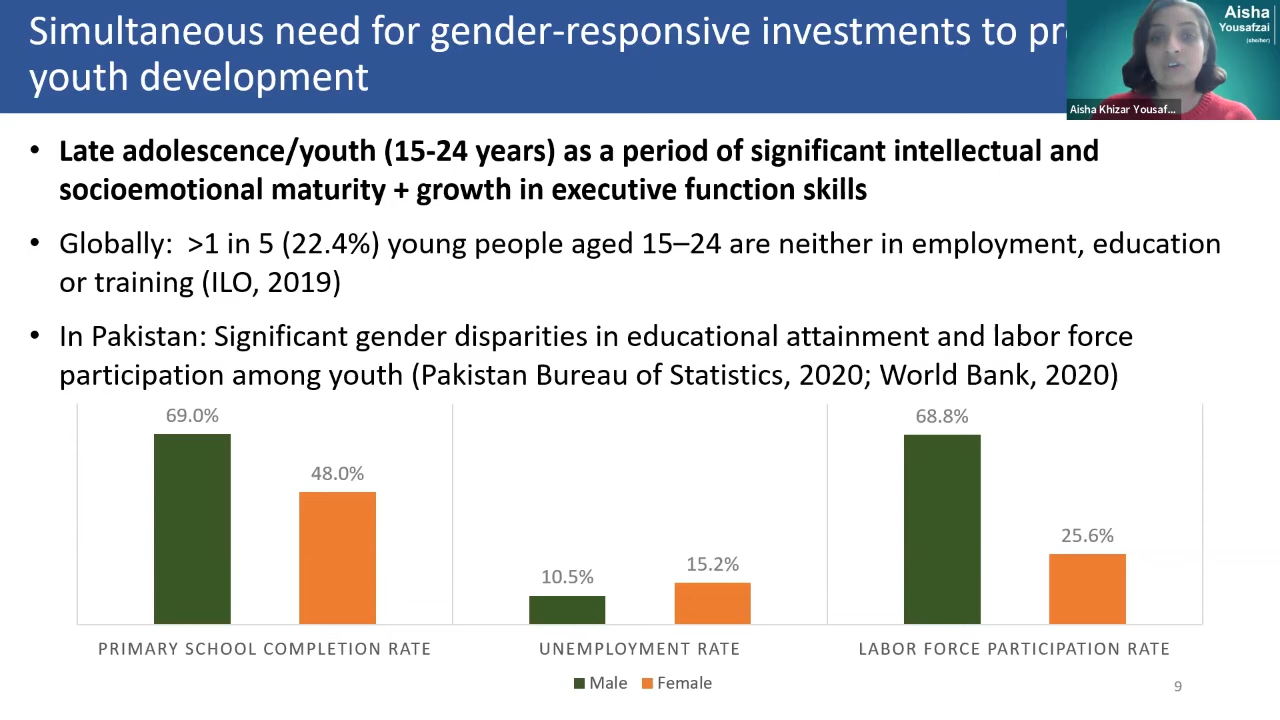 Simultaneous need for gender-responsive investments to pr
youth development
Aisha
Yousafzai
(she/her)
Aisha Khizar Yousaf...
• Late adolescence/youth (15-24 years) as a period of significant intellectual and
socioemotional maturity + growth in executive function skills
• Globally: >1 in 5 (22.4%) young people aged 15–24 are neither in employment, education
or training (ILO, 2019)
• In Pakistan: Significant gender disparities in educational attainment and labor force
participation among youth (Pakistan Bureau of Statistics, 2020; World Bank, 2020)
69.0%
48.0%
10.5%
15.2%
68.8%
25.6%
PRIMARY SCHOOL COMPLETION RATE
UNEMPLOYMENT RATE
LABOR FORCE PARTICIPATION RATE
Male
Female
9